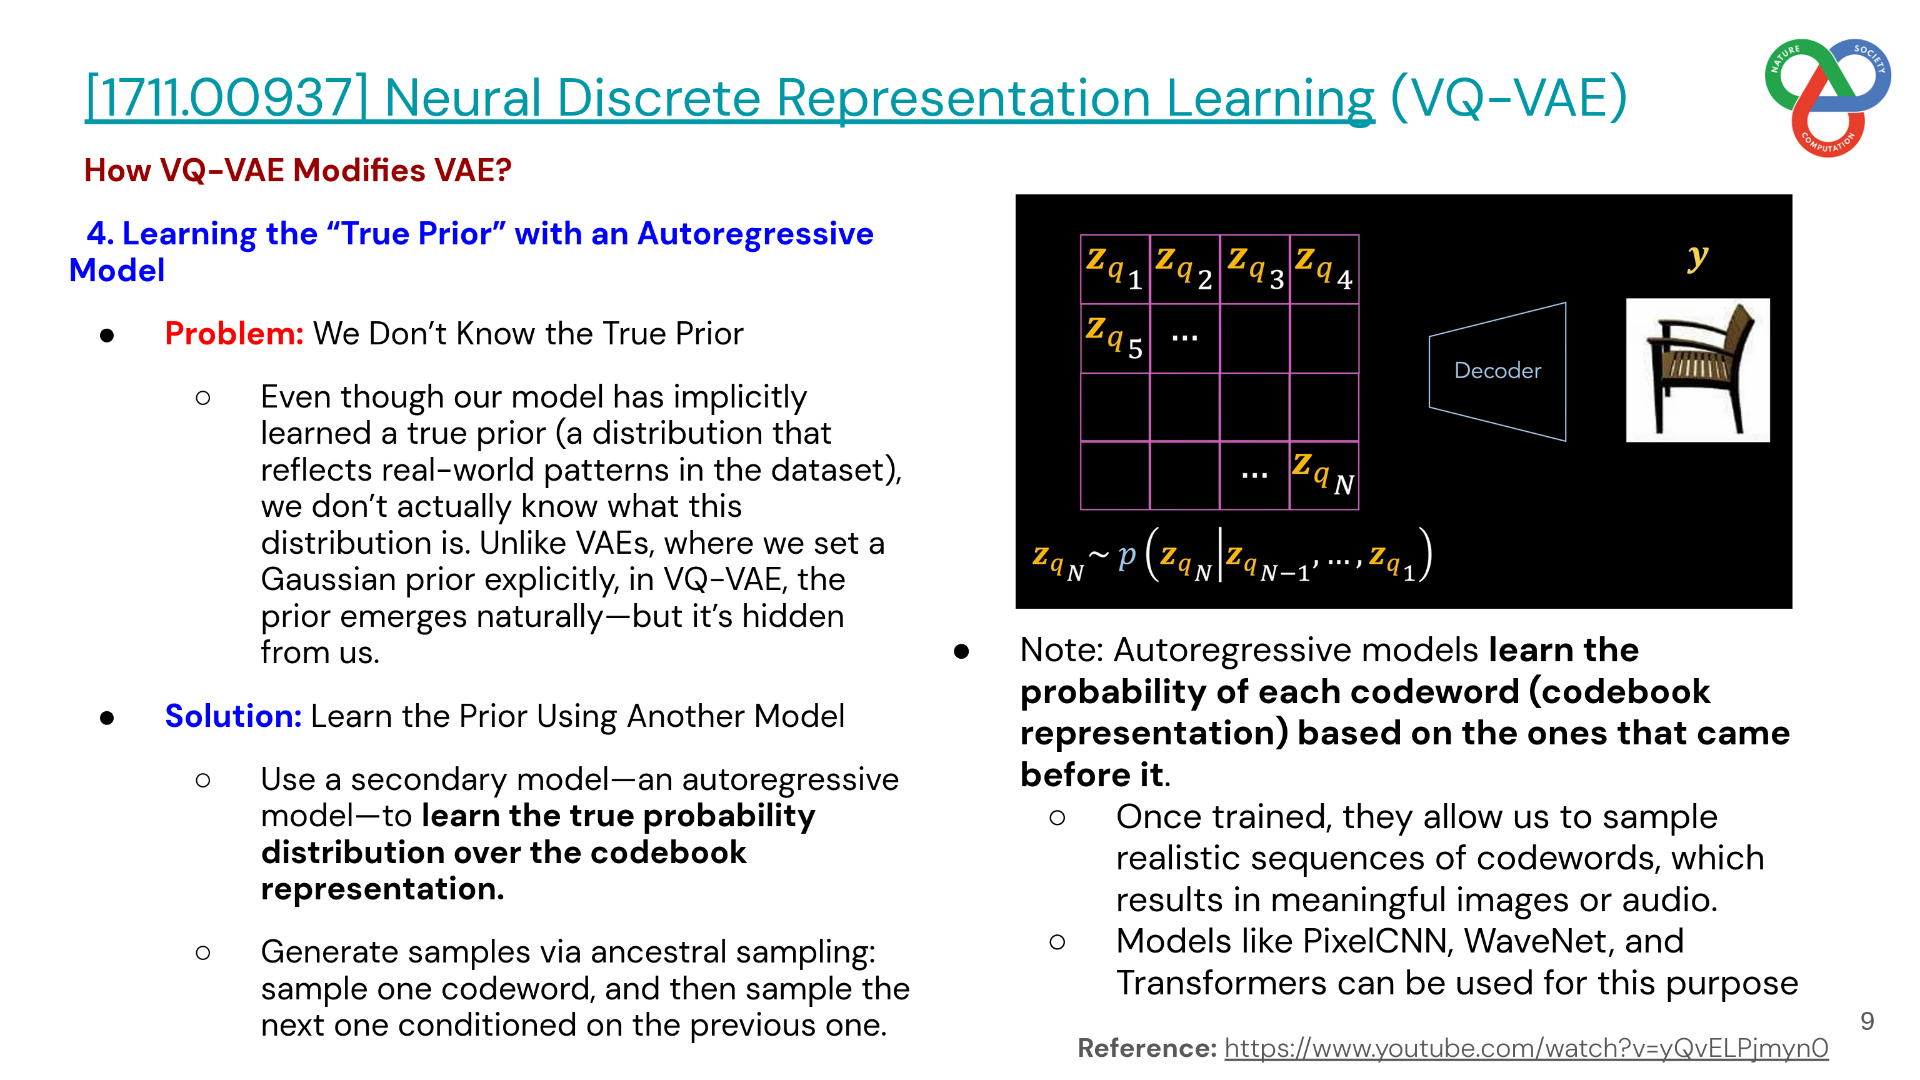 [1711.00937] Neural Discrete Representation Learning (VQ-VAE)
NATURE
SOCIETY
COMPUTATION
How VQ-VAE Modifies VAE?
4. Learning the “True Prior” with an Autoregressive
Model
● Problem: We Don’t Know the True Prior
○ Even though our model has implicitly
learned a true prior (a distribution that
reflects real-world patterns in the dataset),
we don’t actually know what this
distribution is. Unlike VAEs, where we set a
Gaussian prior explicitly, in VQ-VAE, the
prior emerges naturally—but it’s hidden
from us.
● Solution: Learn the Prior Using Another Model
○ Use a secondary model—an autoregressive
model—to learn the true probability
distribution over the codebook
representation.
○ Generate samples via ancestral sampling:
sample one codeword, and then sample the
next one conditioned on the previous one.
z_{q_1} z_{q_2} z_{q_3} z_{q_4}
z_{q_5} ...
... z_{q_N}
Decoder
y
z_{q_N} ~ p(z_{q_N}|z_{q_{N-1}}, ..., z_{q_1})
● Note: Autoregressive models learn the
probability of each codeword (codebook
representation) based on the ones that came
before it.
○ Once trained, they allow us to sample
realistic sequences of codewords, which
results in meaningful images or audio.
○ Models like PixelCNN, WaveNet, and
Transformers can be used for this purpose
9
Reference: https://www.youtube.com/watch?v=yQvELPjmyn0